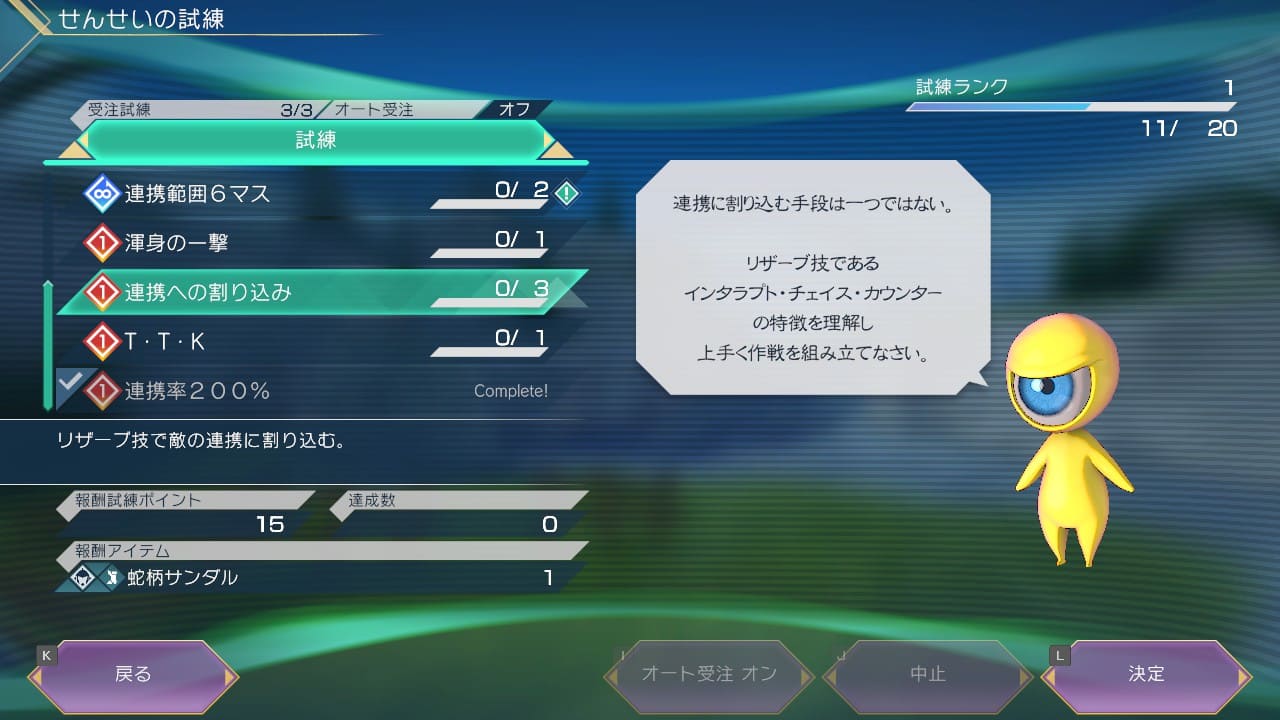 せんせいの試練
受注試練 3/3 オート受注 オフ
試練
試練ランク 1
11/ 20
連携範囲６マス 0/ 2
渾身の一撃 0/ 1
連携への割り込み 0/ 3
T・T・K 0/ 1
連携率２００％ Complete!
リザーブ技で敵の連携に割り込む。
報酬試練ポイント
15
達成数
0
報酬アイテム
蛇柄サンダル 1
連携に割り込む手段は一つではない。
リザーブ技である
インタラプト・チェイス・カウンター
の特徴を理解し
上手く作戦を組み立てなさい。
K 戻る
I オート受注 オン
J 中止
L 決定